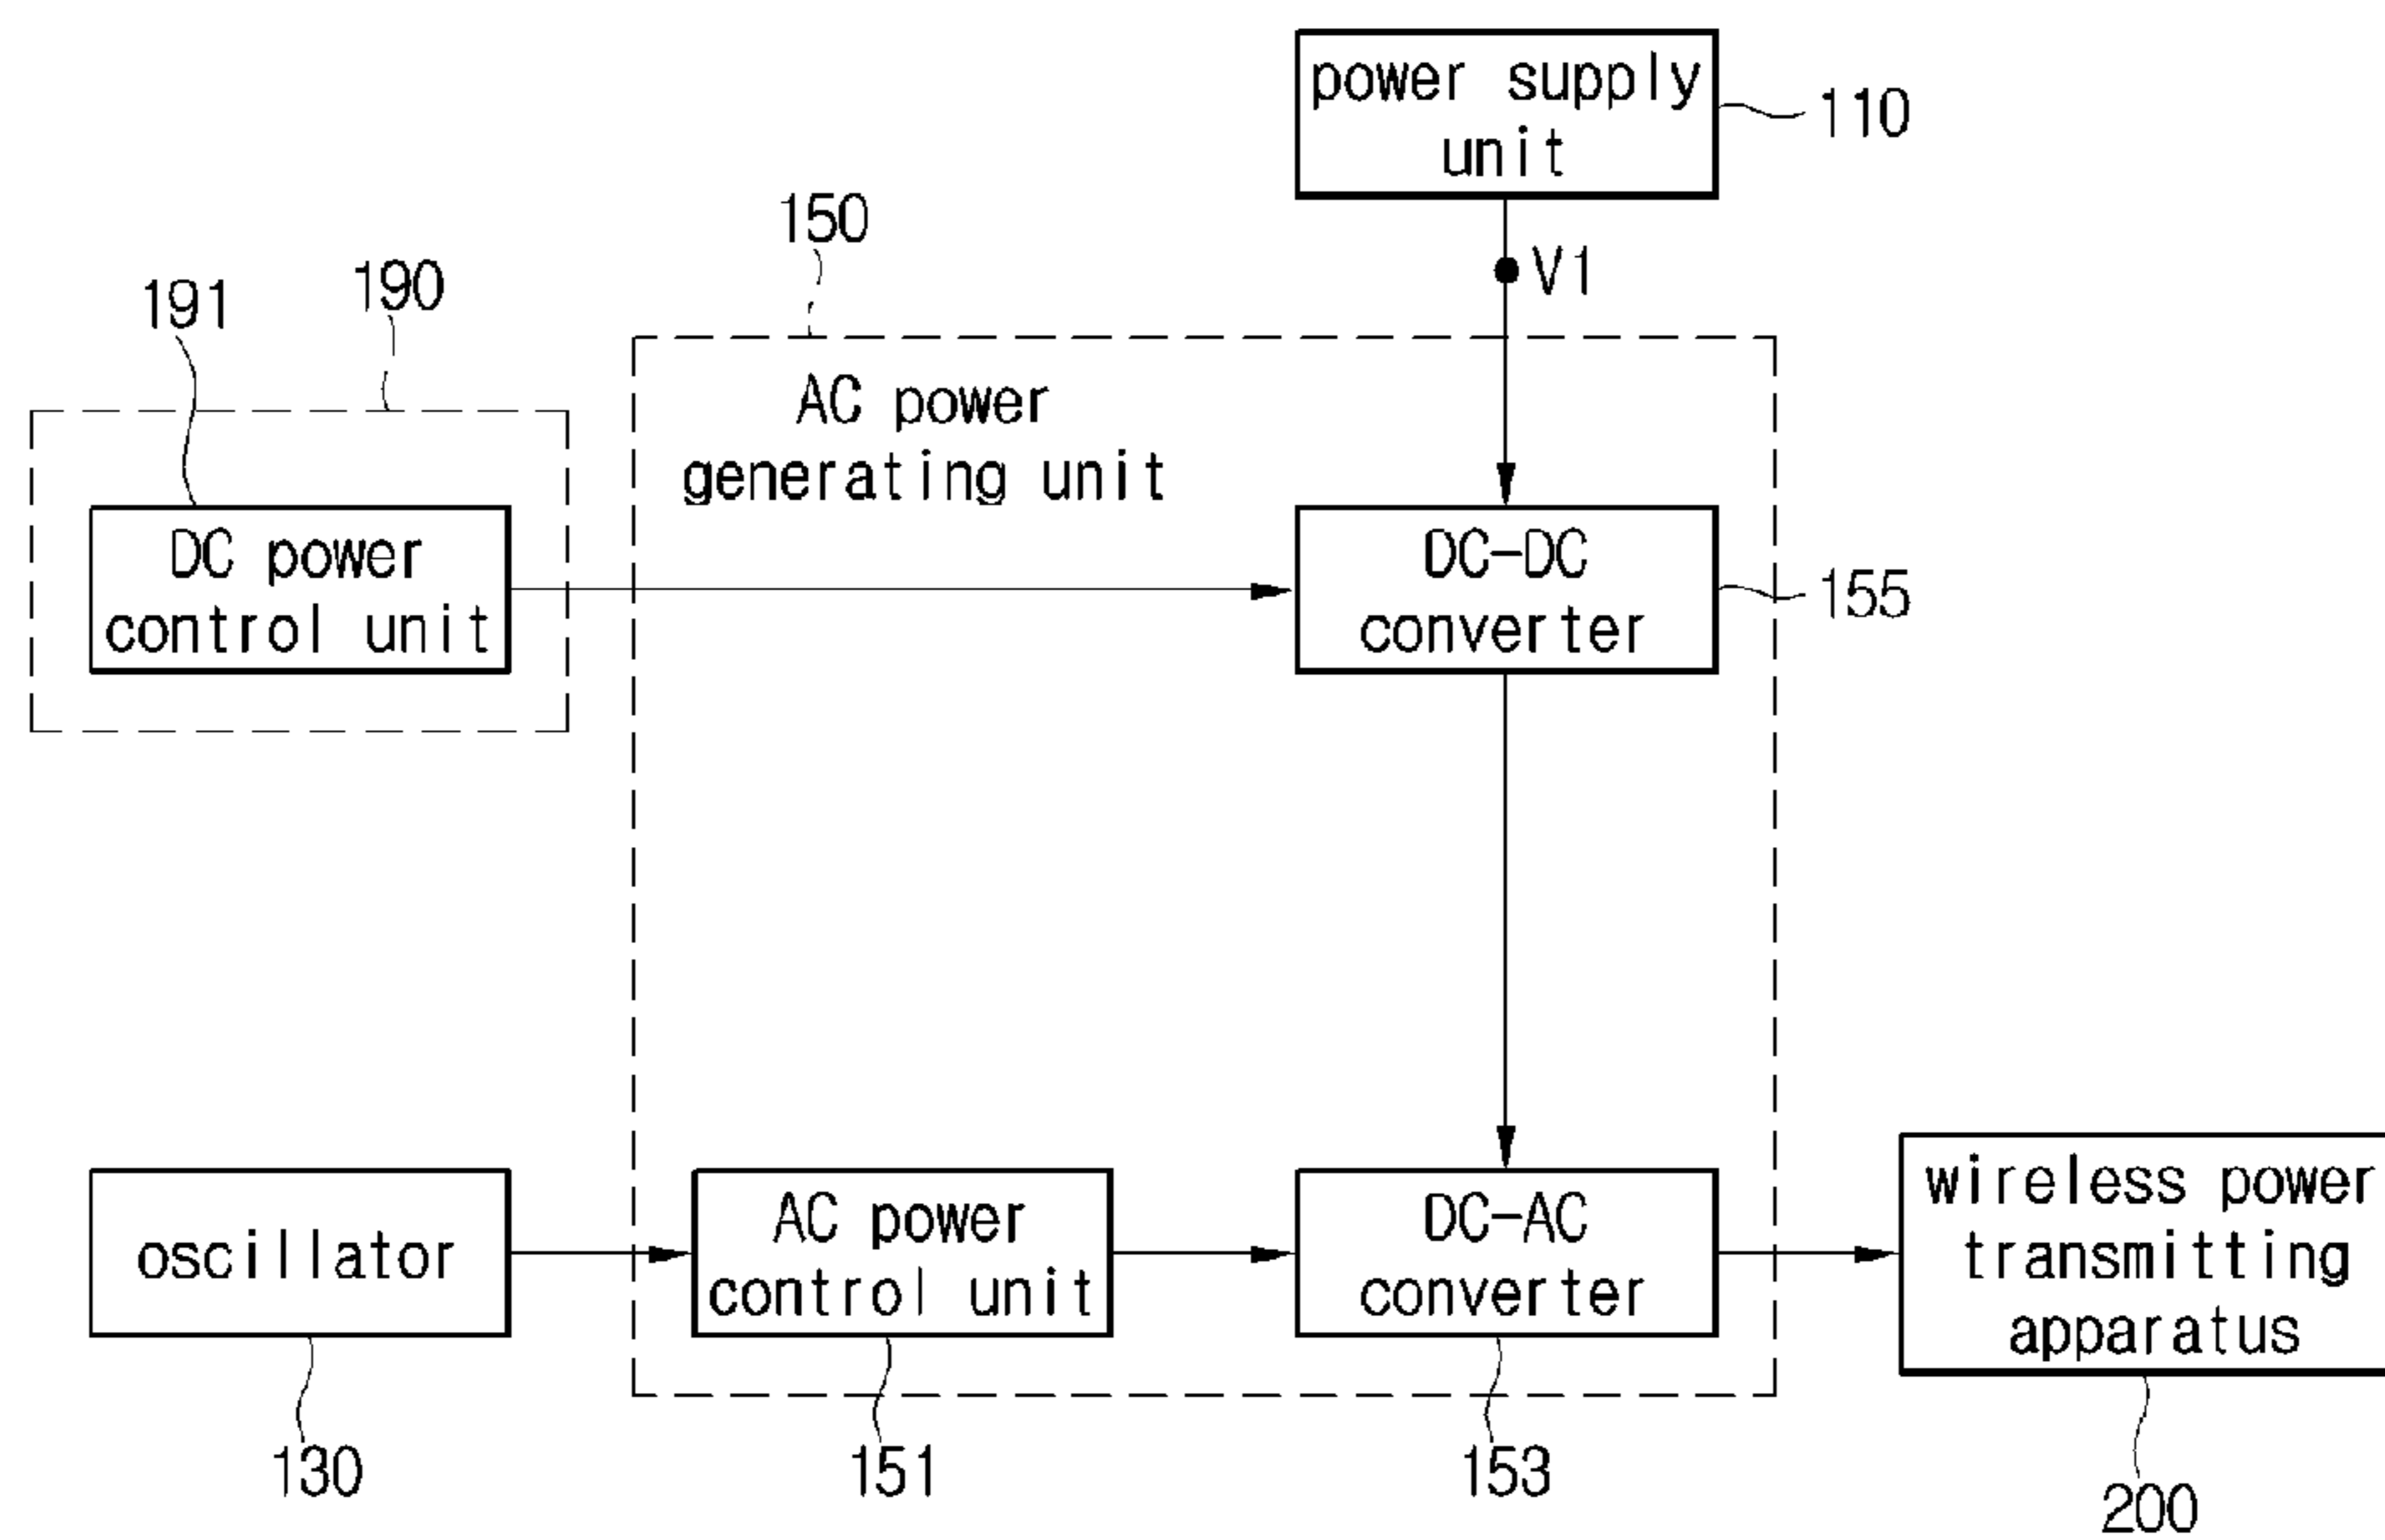 power supply
unit
110
V1
150
190
191
AC power
generating unit
DC power
control unit
DC-DC
converter
155
oscillator
AC power
control unit
DC-AC
converter
wireless power
transmitting
apparatus
130
151
153
200